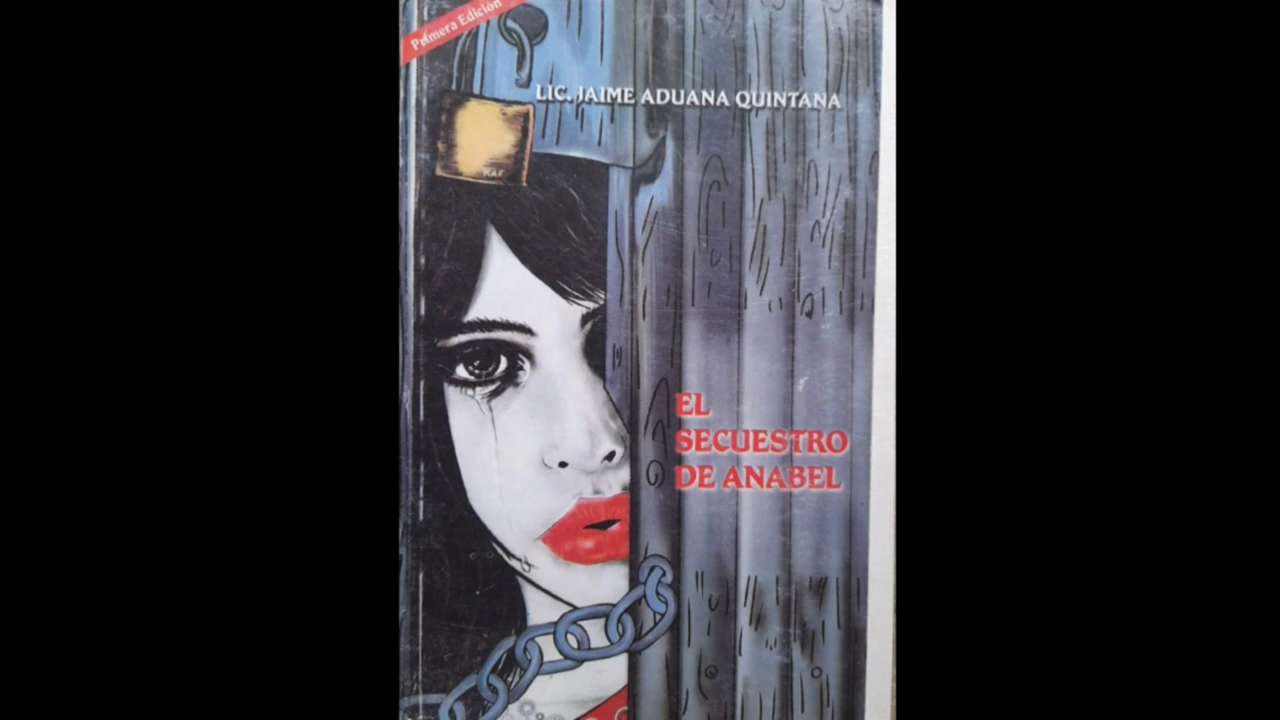 Primera Edición
LIC. JAIME ADUANA QUINTANA
EL
SECUESTRO
DE ANABEL